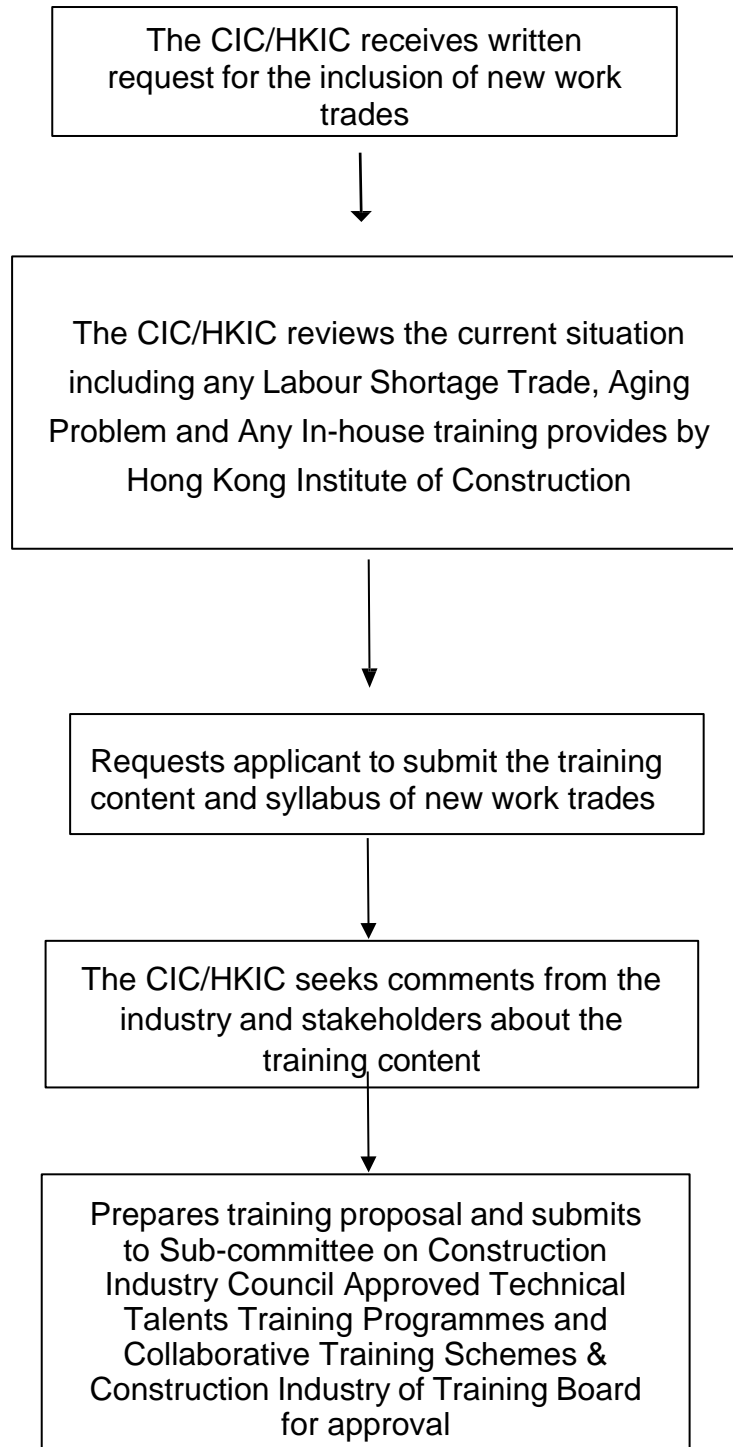 The CIC/HKIC receives written
request for the inclusion of new work
trades
The CIC/HKIC reviews the current situation
including any Labour Shortage Trade, Aging
Problem and Any In-house training provides by
Hong Kong Institute of Construction
Requests applicant to submit the training
content and syllabus of new work trades
The CIC/HKIC seeks comments from the
industry and stakeholders about the
training content
Prepares training proposal and submits
to Sub-committee on Construction
Industry Council Approved Technical
Talents Training Programmes and
Collaborative Training Schemes &
Construction Industry of Training Board
for approval